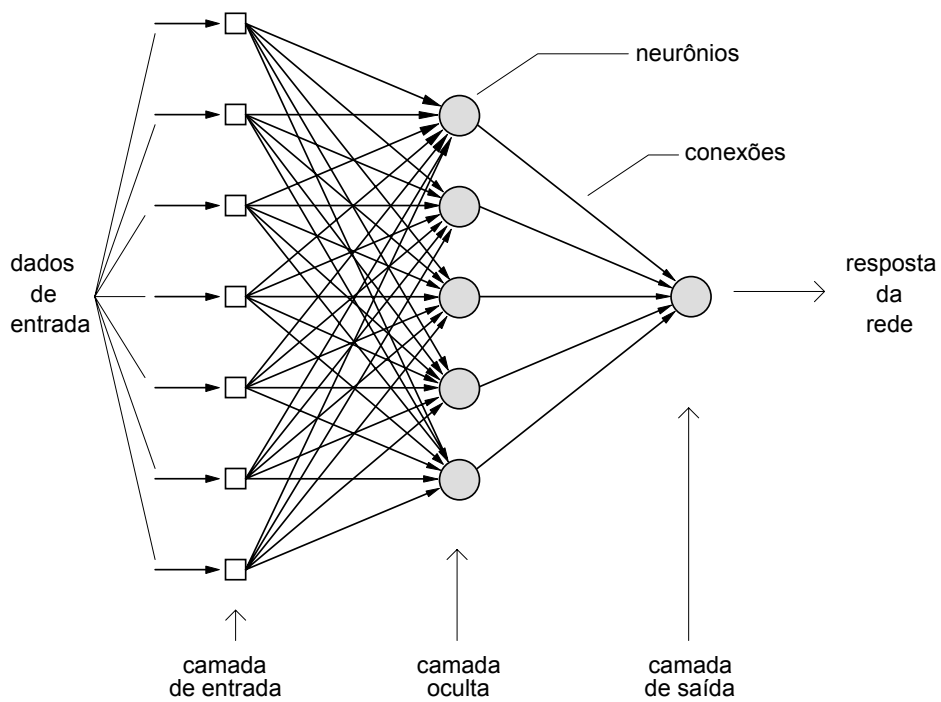 neurônios
conexões
dados
de
entrada
resposta
da
rede
camada
de entrada
camada
oculta
camada
de saída